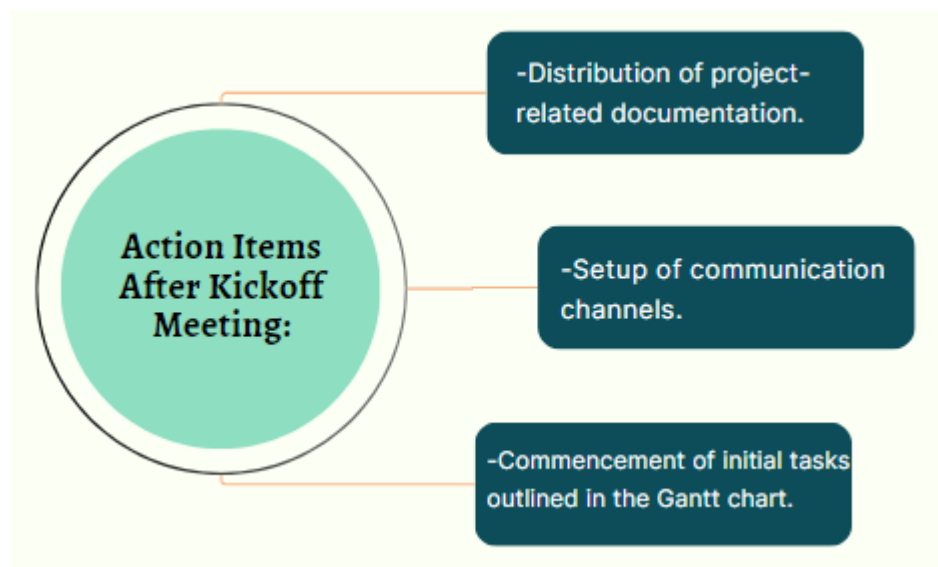 Action Items
After Kickoff
Meeting:
-Distribution of project-
related documentation.
-Setup of communication
channels.
-Commencement of initial tasks
outlined in the Gantt chart.